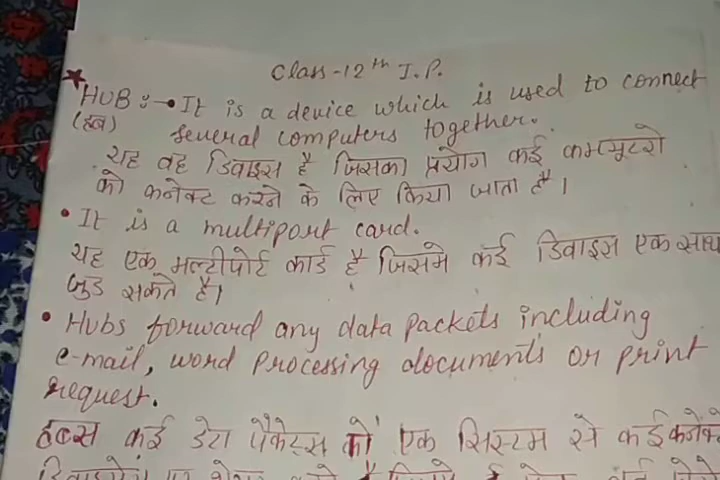 Class-12th I.P.
★ HUB :- • It is a device which is used to connect
(हब) several computers together.
यह वह डिवाइस है जिसका प्रयोग कई कम्प्यूटरो
को कनेक्ट करने के लिए किया जाता है।
• It is a multiport card.
यह एक मल्टीपोर्ट कार्ड है जिसमे कई डिवाइस एक साथ
जुड सकते है।
• Hubs forward any data packets including
e-mail, word processing documents or print
request.
हब्स कई डेटा पैकेट्स को एक सिस्टम से कई